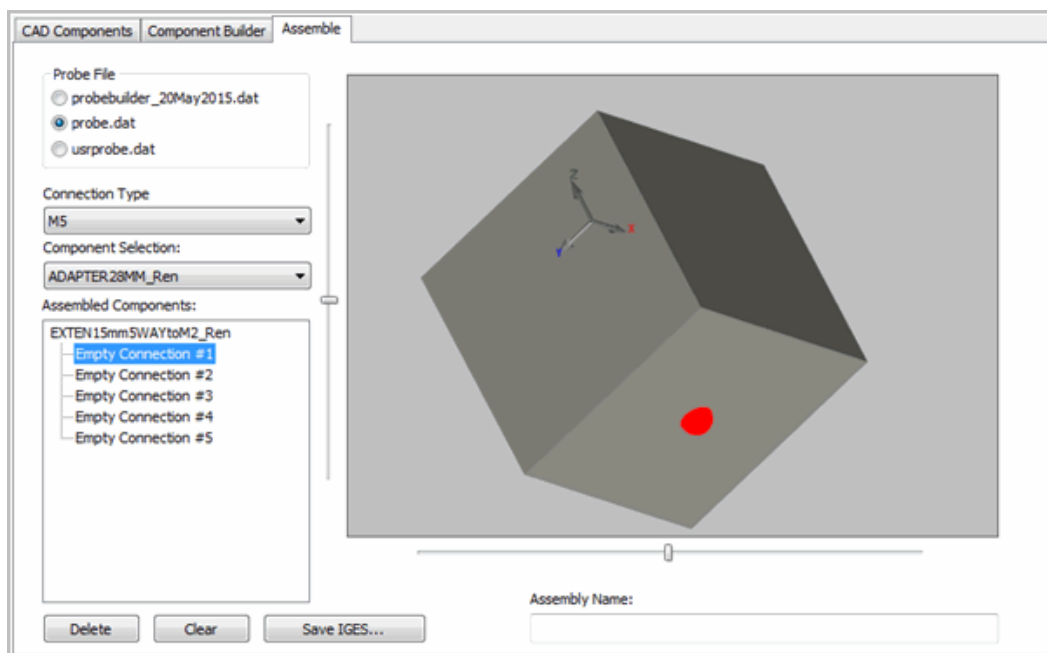 CAD Components
Component Builder
Assemble
Probe File
probebuilder_20May2015.dat
probe.dat
usrprobe.dat
Connection Type
M5
Component Selection:
ADAPTER28MM_Ren
Assembled Components:
EXTEN15mm5WAYtoM2_Ren
Empty Connection #1
Empty Connection #2
Empty Connection #3
Empty Connection #4
Empty Connection #5
Z
X
Y
Assembly Name:
Delete
Clear
Save IGES...